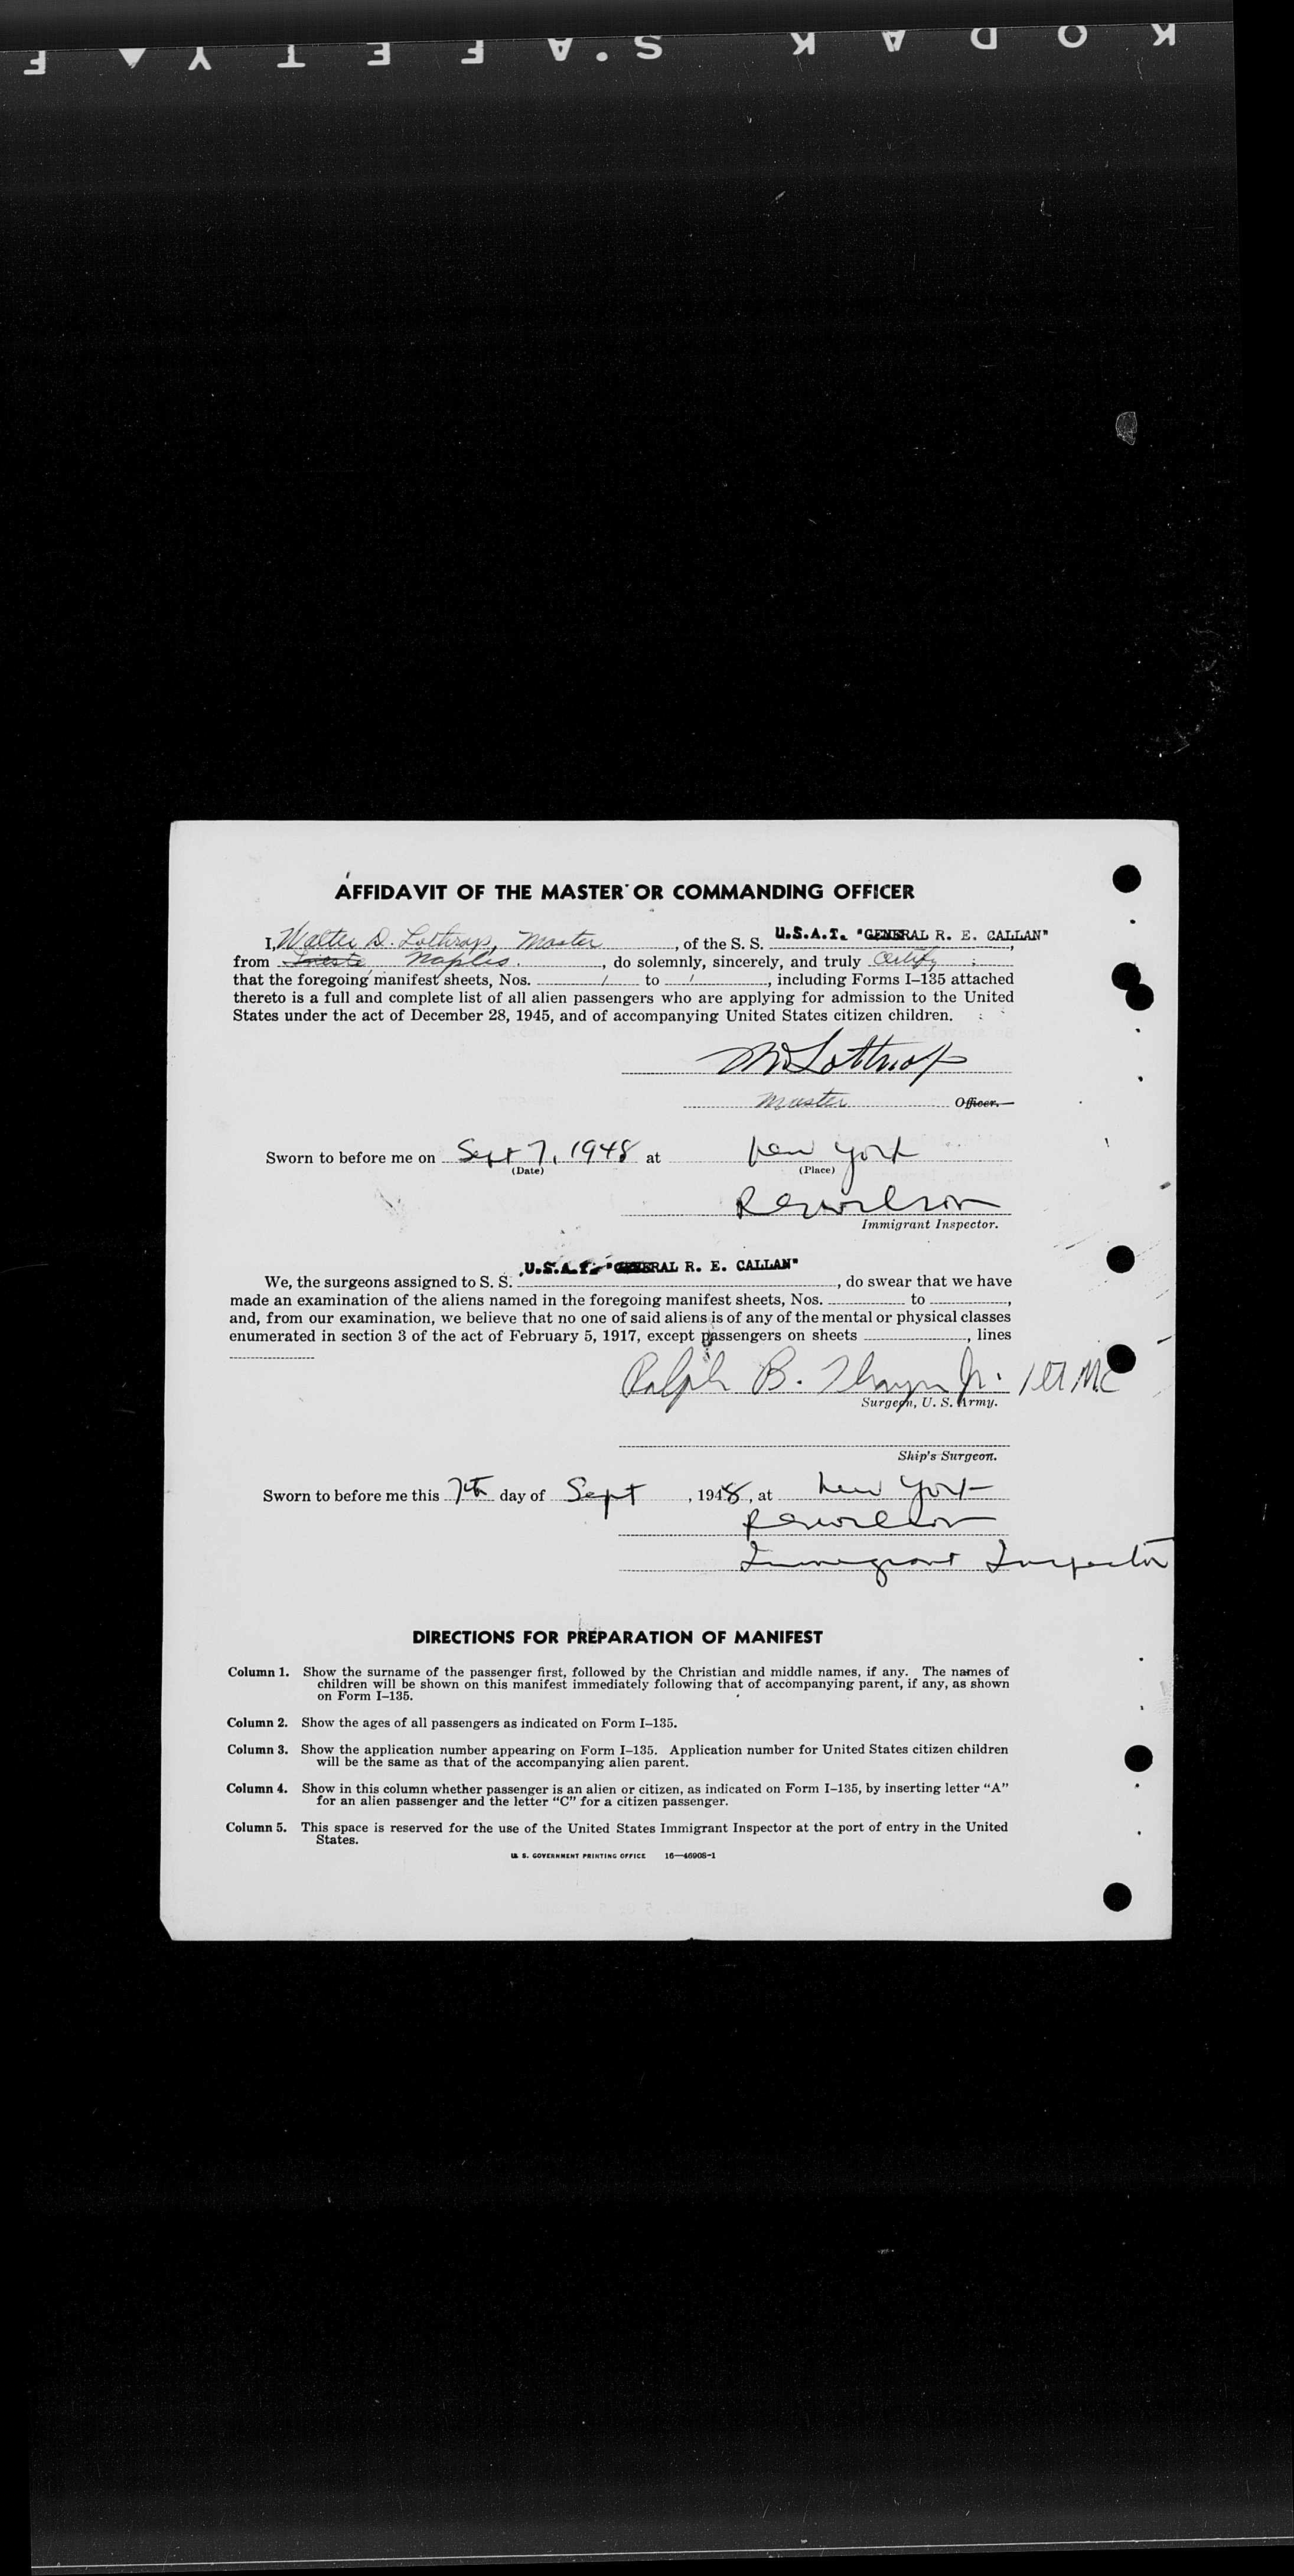 KODAK S.AFETY ▲ F
AFFIDAVIT OF THE MASTER OR COMMANDING OFFICER
I, Walter D. Lothrop, Master, of the S. S. U.S.A.T. "GENERAL R. E. CALLAN",
from Trieste Naples., do solemnly, sincerely, and truly certify
that the foregoing manifest sheets, Nos. 1 to 1, including Forms I–135 attached
thereto is a full and complete list of all alien passengers who are applying for admission to the United
States under the act of December 28, 1945, and of accompanying United States citizen children.
Lothrop
Master Officer.
Sworn to before me on Sept 7, 1948 at New York
(Date) (Place)
REWilson
Immigrant Inspector.
We, the surgeons assigned to S. S. U.S.A.T. "GENERAL R. E. CALLAN", do swear that we have
made an examination of the aliens named in the foregoing manifest sheets, Nos. to ,
and, from our examination, we believe that no one of said aliens is of any of the mental or physical classes
enumerated in section 3 of the act of February 5, 1917, except passengers on sheets , lines
Ralph B. Jr. 1st Lt MC
Surgeon, U. S. Army.
Ship's Surgeon.
Sworn to before me this 7th day of Sept, 1948, at New York
REWilson
Immigrant Inspector
DIRECTIONS FOR PREPARATION OF MANIFEST
Column 1. Show the surname of the passenger first, followed by the Christian and middle names, if any. The names of
children will be shown on this manifest immediately following that of accompanying parent, if any, as shown
on Form I–135.
Column 2. Show the ages of all passengers as indicated on Form I–135.
Column 3. Show the application number appearing on Form I–135. Application number for United States citizen children
will be the same as that of the accompanying alien parent.
Column 4. Show in this column whether passenger is an alien or citizen, as indicated on Form I–135, by inserting letter “A”
for an alien passenger and the letter “C” for a citizen passenger.
Column 5. This space is reserved for the use of the United States Immigrant Inspector at the port of entry in the United
States.
U. S. GOVERNMENT PRINTING OFFICE 16—46908-1